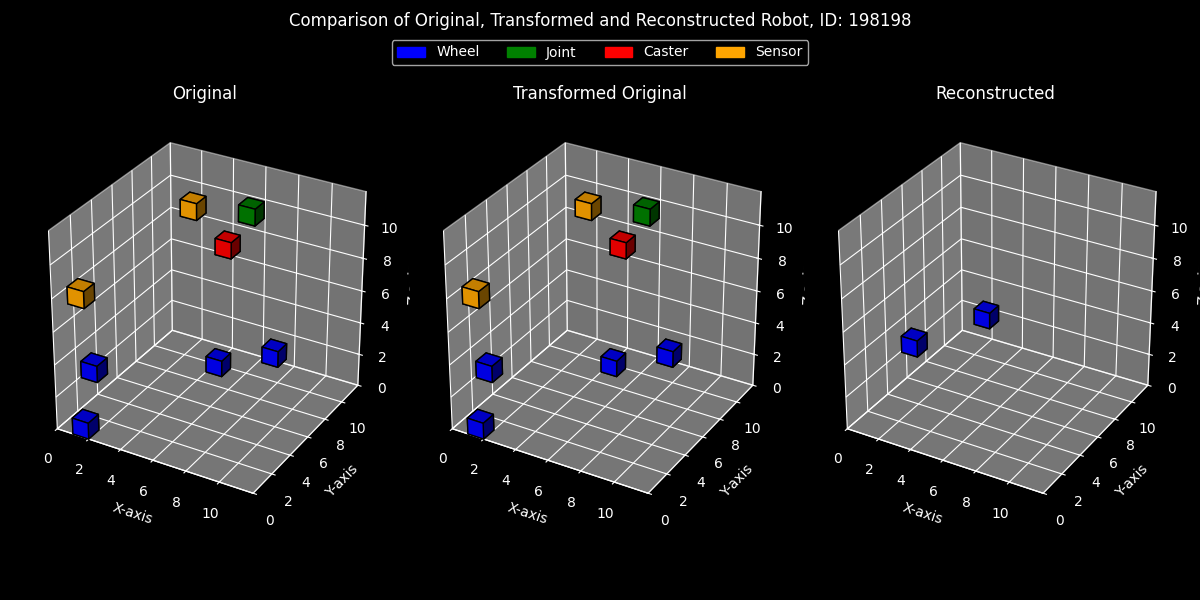 Comparison of Original, Transformed and Reconstructed Robot, ID: 198198
Wheel Joint Caster Sensor
Original Transformed Original Reconstructed
10 10 10
8 8 8
6 6 6
4 4 4
2 2 2
0 0 0
10 10 10
8 8 8
6 6 6
4 4 4
2 2 2
0 0 0
0 2 4 6 8 10 0 2 4 6 8 10 0 2 4 6 8 10
X-axis Y-axis X-axis Y-axis X-axis Y-axis